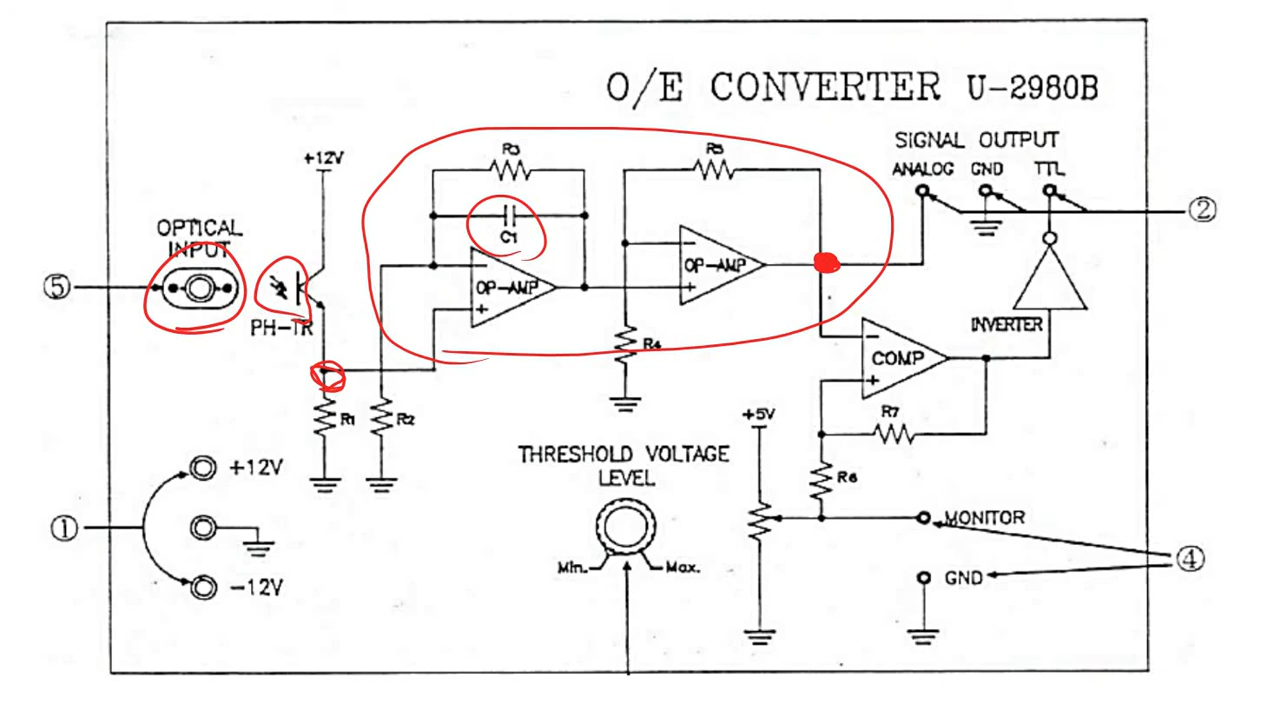 O/E CONVERTER U-2980B
SIGNAL OUTPUT
ANALOG GND TTL
②
+12V
R3
R5
C1
OPTICAL
INPUT
⑤
PH-TR
OP-AMP
OP-AMP
INVERTER
R4
COMP
R1
R2
+5V
R7
THRESHOLD VOLTAGE
LEVEL
R6
+12V
①
-12V
Min.
Max.
MONITOR
④
GND